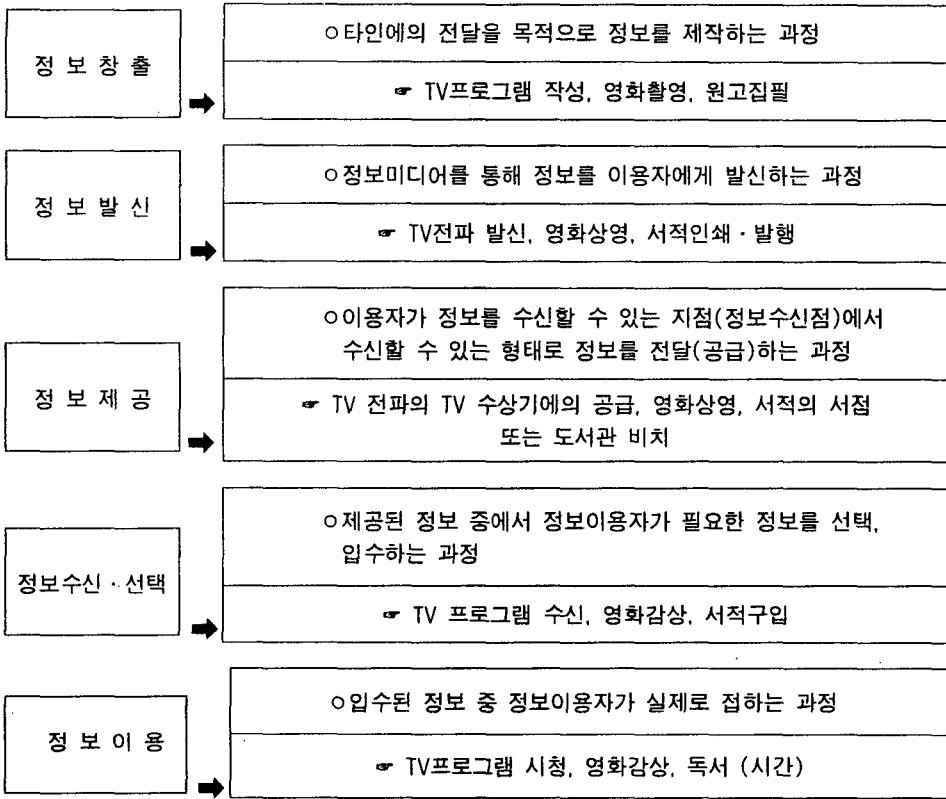 정 보 창 출
○타인에의 전달을 목적으로 정보를 제작하는 과정
☞ TV프로그램 작성, 영화촬영, 원고집필
정 보 발 신
○정보미디어를 통해 정보를 이용자에게 발신하는 과정
☞ TV전파 발신, 영화상영, 서적인쇄 · 발행
정 보 제 공
○이용자가 정보를 수신할 수 있는 지점(정보수신점)에서
수신할 수 있는 형태로 정보를 전달(공급)하는 과정
☞ TV 전파의 TV 수상기에의 공급, 영화상영, 서적의 서점
또는 도서관 비치
정보수신 · 선택
○제공된 정보 중에서 정보이용자가 필요한 정보를 선택,
입수하는 과정
☞ TV 프로그램 수신, 영화감상, 서적구입
정 보 이 용
○입수된 정보 중 정보이용자가 실제로 접하는 과정
☞ TV프로그램 시청, 영화감상, 독서 (시간)